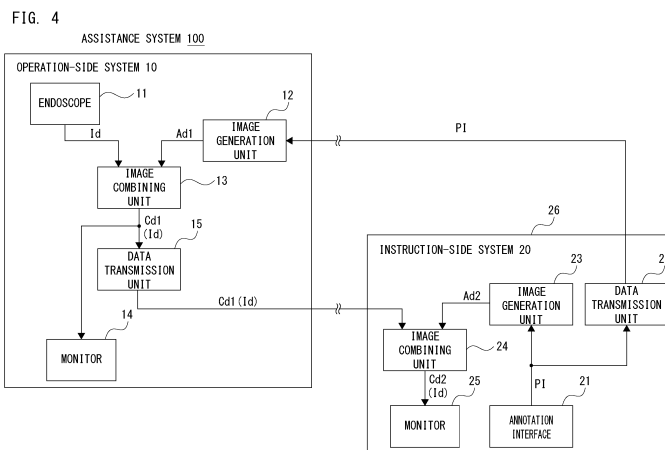 FIG. 4
ASSISTANCE SYSTEM 100
OPERATION-SIDE SYSTEM 10
ENDOSCOPE
11
12
IMAGE
GENERATION
UNIT
Id
Ad1
PI
IMAGE
COMBINING
UNIT
13
Cd1
(Id)
15
DATA
TRANSMISSION
UNIT
Cd1(Id)
14
MONITOR
26
INSTRUCTION-SIDE SYSTEM 20
23
IMAGE
GENERATION
UNIT
DATA
TRANSMISSION
UNIT
Ad2
IMAGE
COMBINING
UNIT
24
Cd2
(Id)
25
MONITOR
PI
21
ANNOTATION
INTERFACE